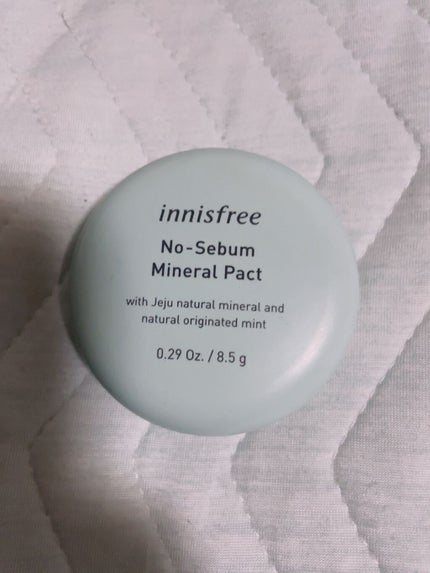 innisfree
No-Sebum
Mineral Pact
with Jeju natural mineral and
natural originated mint
0.29 Oz. / 8.5 g